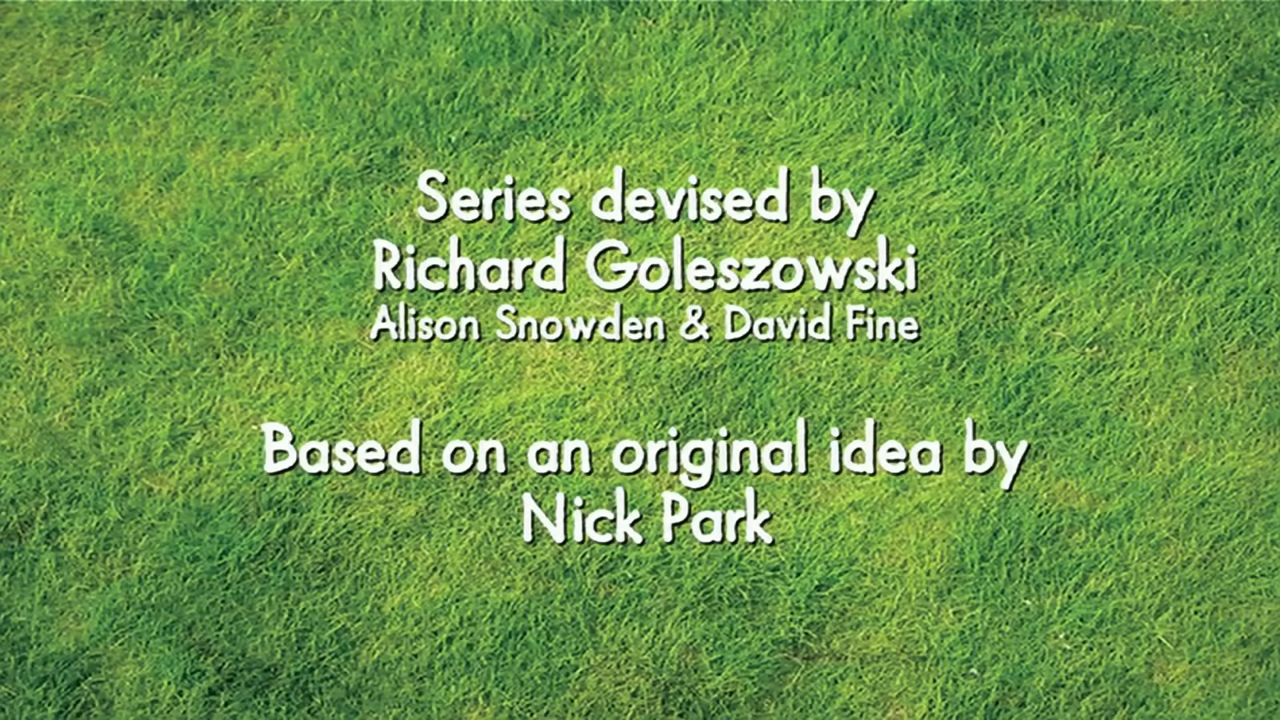 Series devised by
Richard Goleszowski
Alison Snowden & David Fine
Based on an original idea by
Nick Park